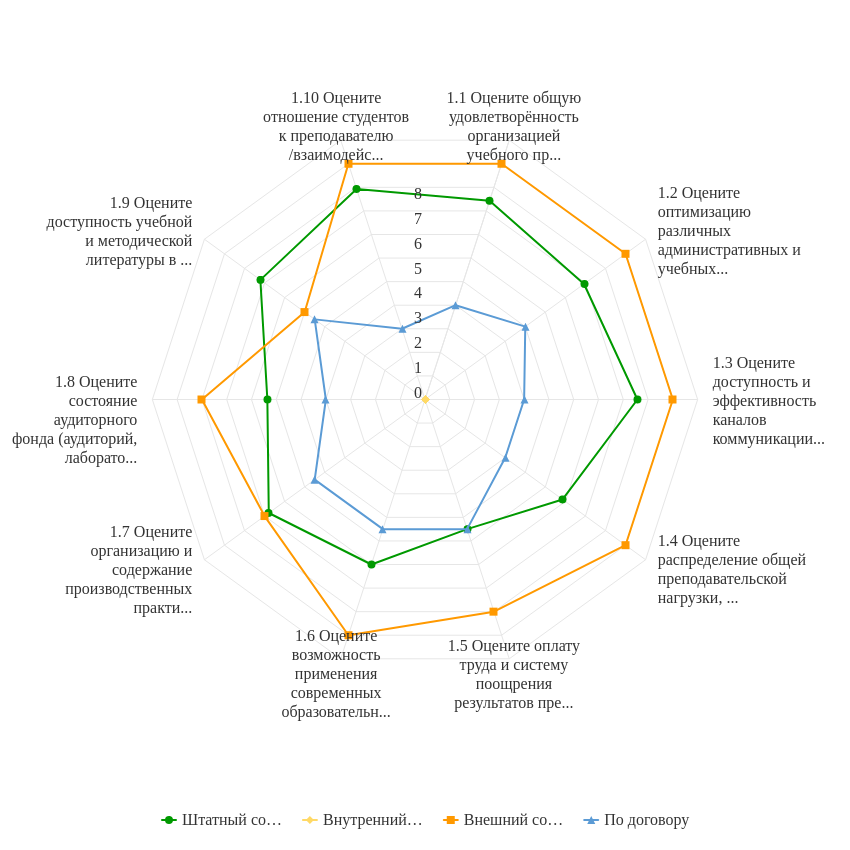 1.10 Оцените
отношение студентов
к преподавателю
/взаимодейс...
1.1 Оцените общую
удовлетворённость
организацией
учебного пр...
1.2 Оцените
оптимизацию
различных
административных и
учебных...
1.3 Оцените
доступность и
эффективность
каналов
коммуникации...
1.4 Оцените
распределение общей
преподавательской
нагрузки, ...
1.5 Оцените оплату
труда и систему
поощрения
результатов пре...
1.6 Оцените
возможность
применения
современных
образовательн...
1.7 Оцените
организацию и
содержание
производственных
практи...
1.8 Оцените
состояние
аудиторного
фонда (аудиторий,
лаборато...
1.9 Оцените
доступность учебной
и методической
литературы в ...
8
7
6
5
4
3
2
1
0
Штатный со…
Внутренний…
Внешний со…
По договору